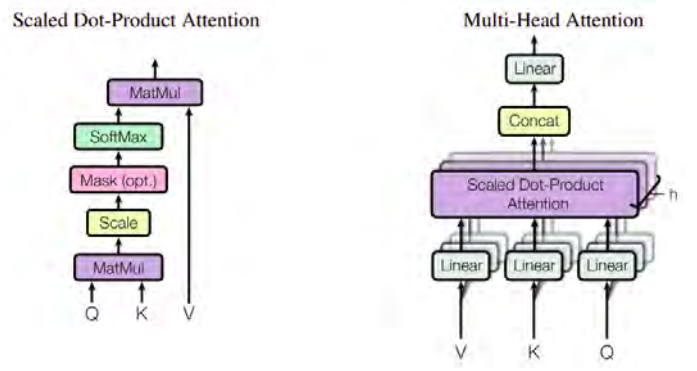 Scaled Dot-Product Attention
MatMul
SoftMax
Mask (opt.)
Scale
MatMul
Q K V
Multi-Head Attention
Linear
Concat
Scaled Dot-Product
Attention
h
Linear Linear Linear
V K Q